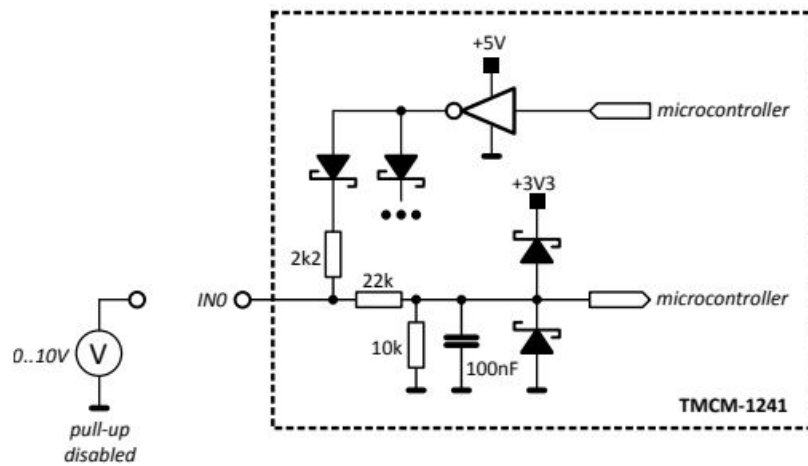 +5V
microcontroller
+3V3
2k2
22k
IN0
microcontroller
0..10V
V
10k
100nF
TMCM-1241
pull-up
disabled